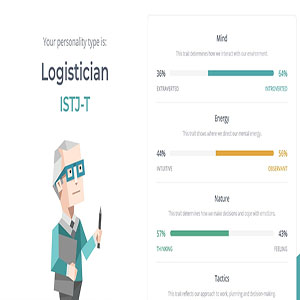 Your personality type is:
Logistician
ISTJ-T
Mind
This trait determines how we interact with our environment.
36% 64%
EXTRAVERTED INTROVERTED
Energy
This trait shows where we direct our mental energy.
44% 56%
INTUITIVE OBSERVANT
Nature
This trait determines how we make decisions and cope with emotions.
57% 43%
THINKING FEELING
Tactics
This trait reflects our approach to work, planning and decision-making.